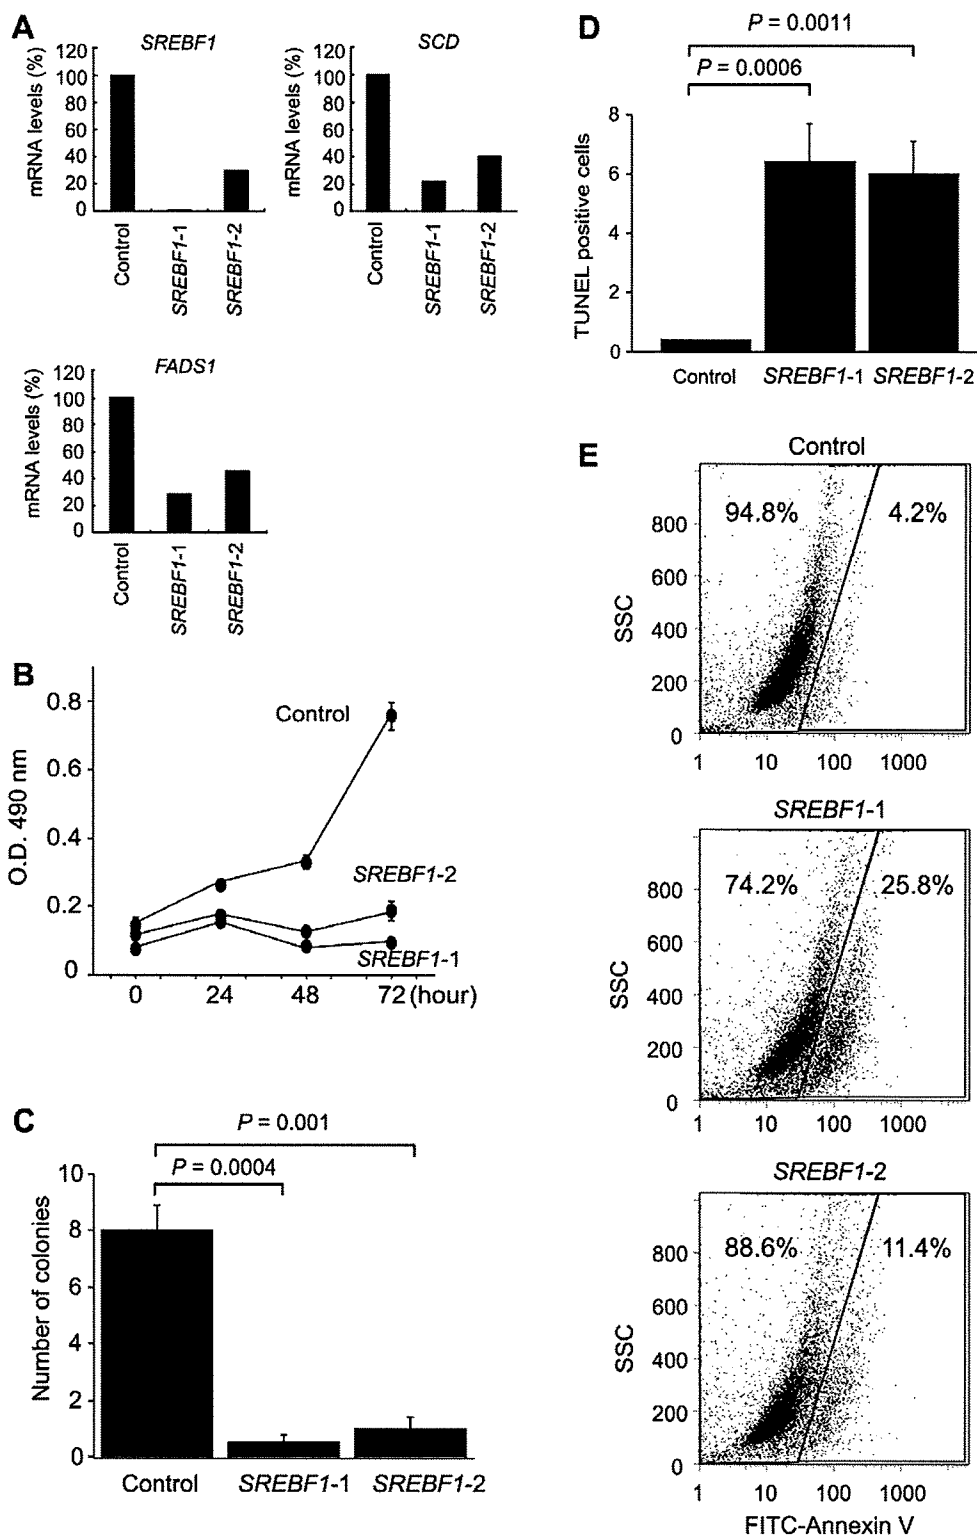 A
SREBF1
mRNA levels (%)
120
100
80
60
40
20
0
Control
SREBF1-1
SREBF1-2
SCD
mRNA levels (%)
120
100
80
60
40
20
0
Control
SREBF1-1
SREBF1-2
FADS1
mRNA levels (%)
120
100
80
60
40
20
0
Control
SREBF1-1
SREBF1-2
B
O.D. 490 nm
0.8
0.6
0.4
0.2
0
Control
SREBF1-2
SREBF1-1
0 24 48 72 (hour)
C
P = 0.001
P = 0.0004
Number of colonies
10
8
6
4
2
0
Control SREBF1-1 SREBF1-2
D
P = 0.0011
P = 0.0006
TUNEL positive cells
8
6
4
2
0
Control SREBF1-1 SREBF1-2
E
Control
94.8% 4.2%
SSC
800
600
400
200
0
1 10 100 1000
SREBF1-1
74.2% 25.8%
SSC
800
600
400
200
0
1 10 100 1000
SREBF1-2
88.6% 11.4%
SSC
800
600
400
200
0
1 10 100 1000
FITC-Annexin V